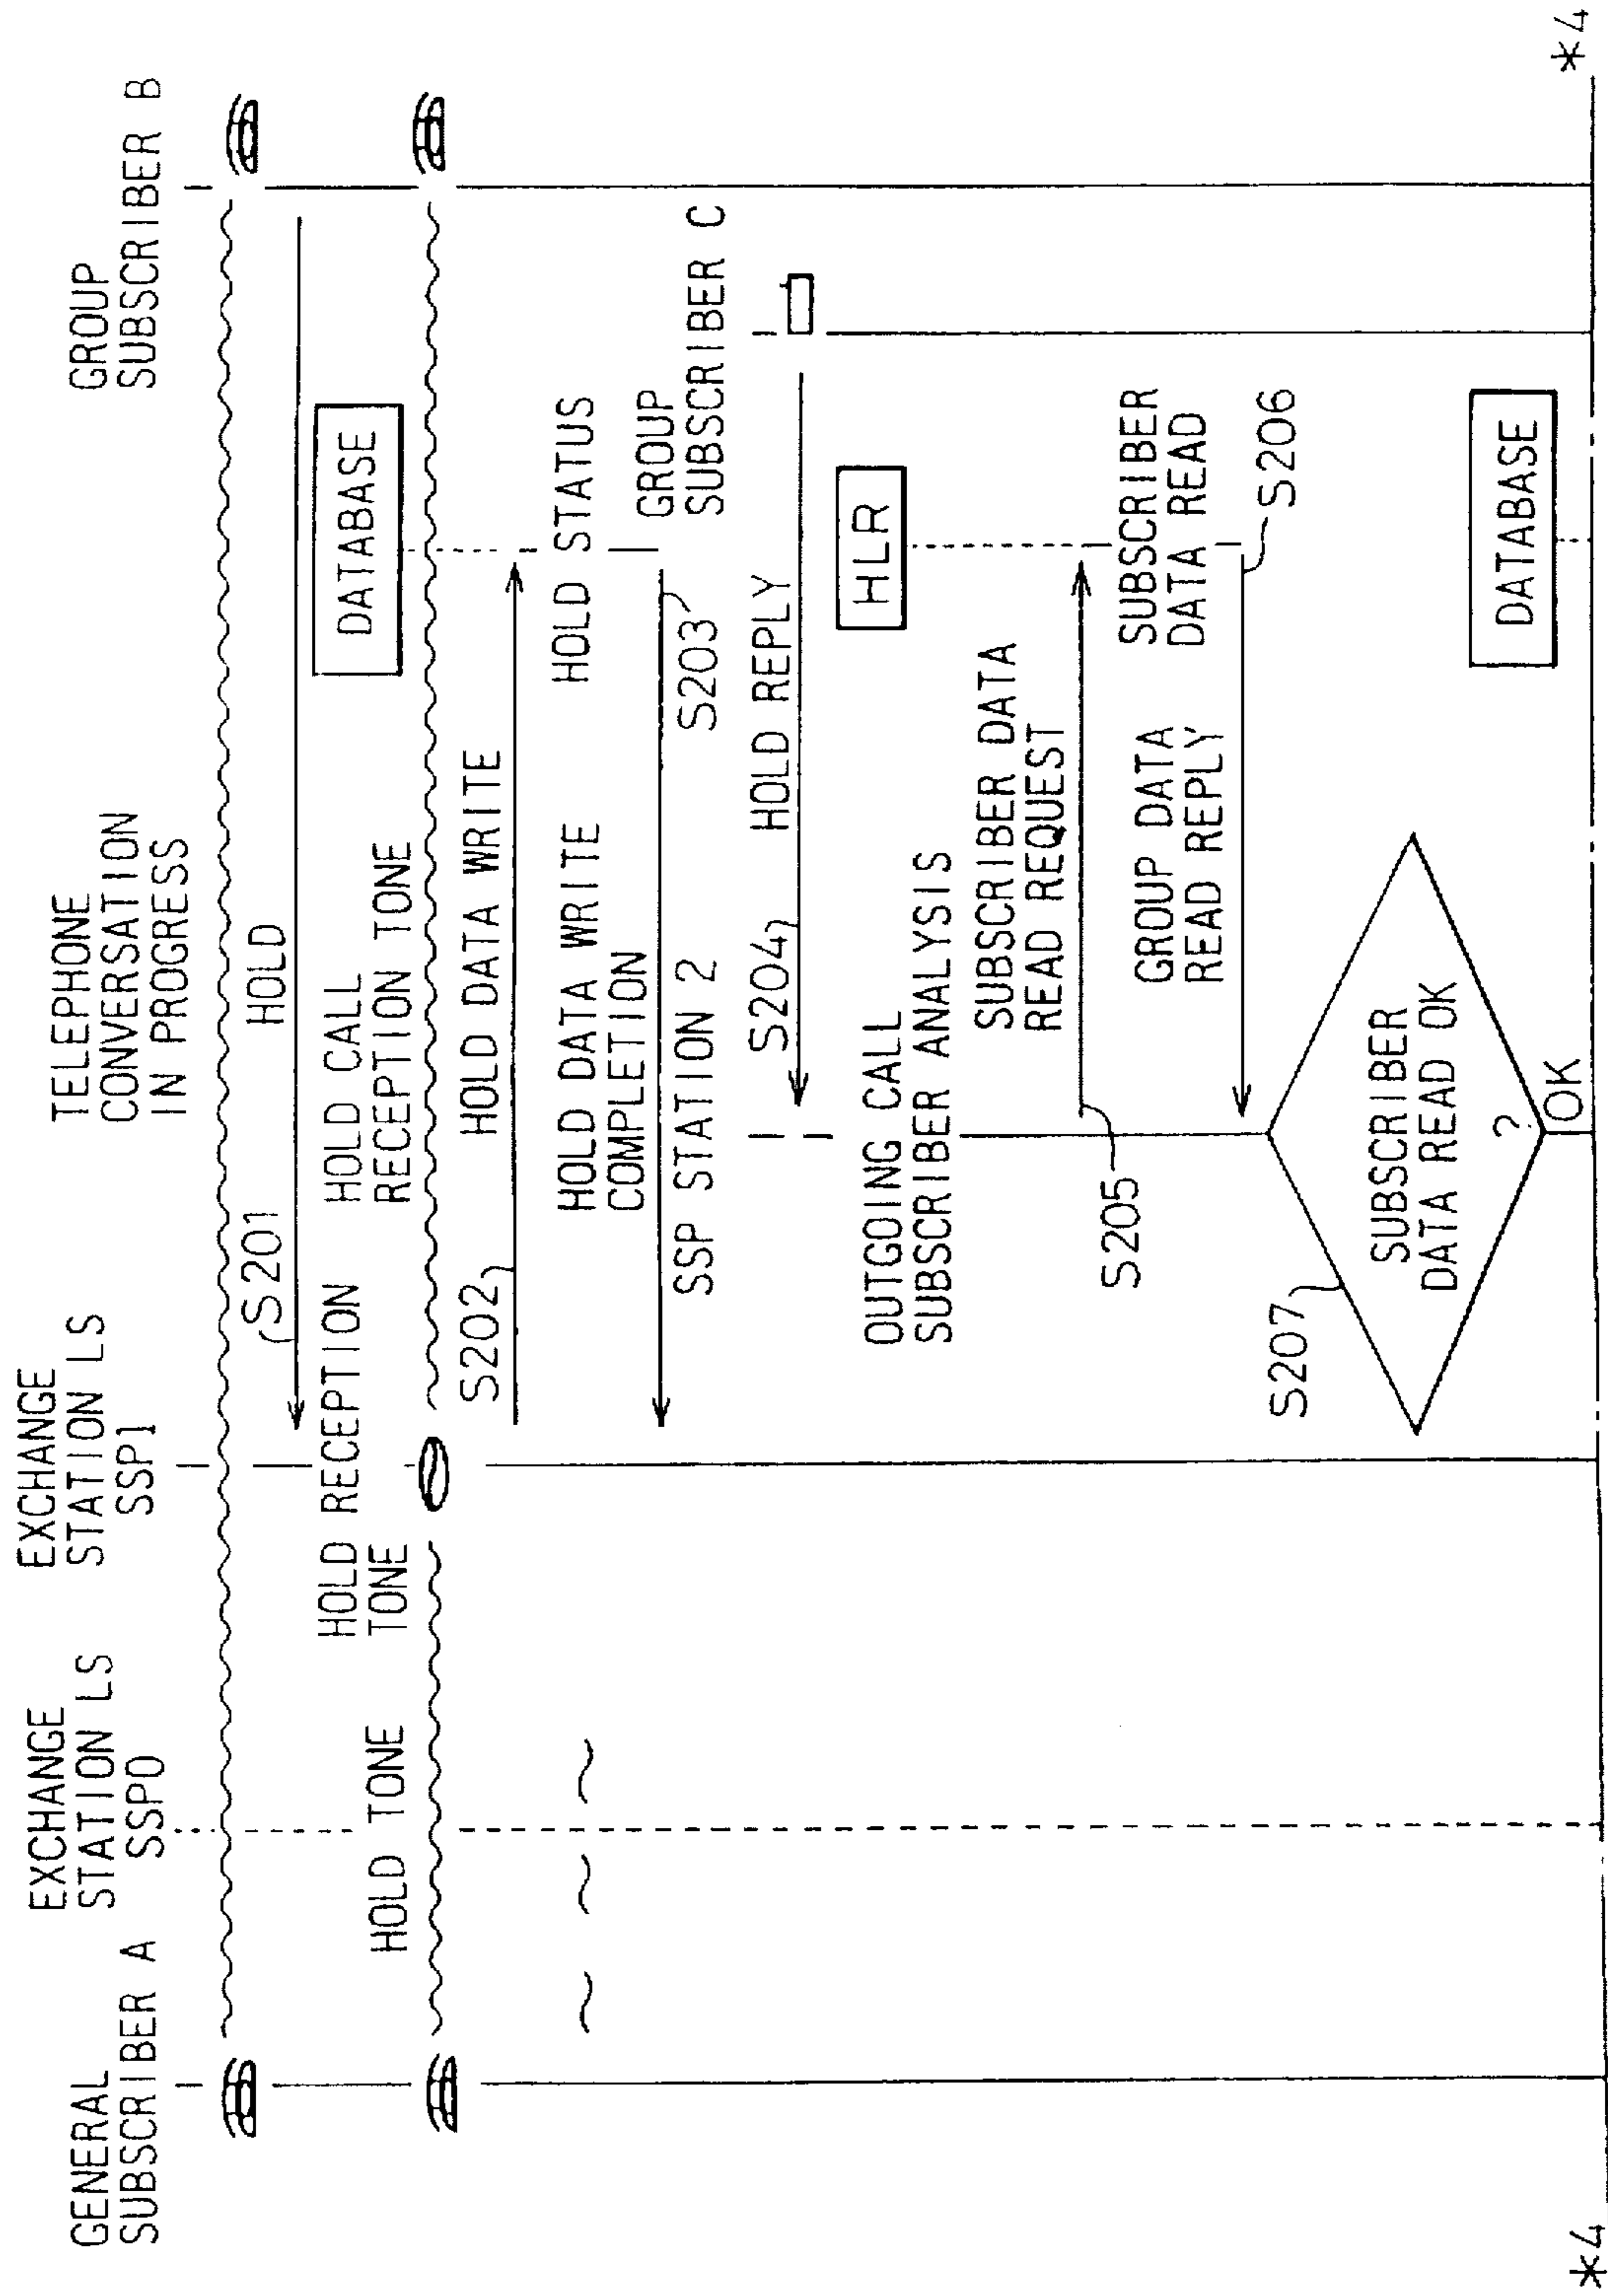 GENERAL
SUBSCRIBER A
EXCHANGE
STATION LS
SSP0
EXCHANGE
STATION LS
SSP1
TELEPHONE
CONVERSATION
IN PROGRESS
GROUP
SUBSCRIBER B
S201
HOLD
HOLD TONE
HOLD RECEPTION
TONE
HOLD CALL
RECEPTION TONE
DATABASE
S202
HOLD DATA WRITE
HOLD STATUS
HOLD DATA WRITE
COMPLETION
S203
SSP STATION 2
GROUP
SUBSCRIBER C
S204
HOLD REPLY
OUTGOING CALL
SUBSCRIBER ANALYSIS
HLR
SUBSCRIBER DATA
READ REQUEST
S205
SUBSCRIBER
DATA READ
GROUP DATA
READ REPLY
S206
S207
SUBSCRIBER
DATA READ OK
?
OK
DATABASE
*4
*4